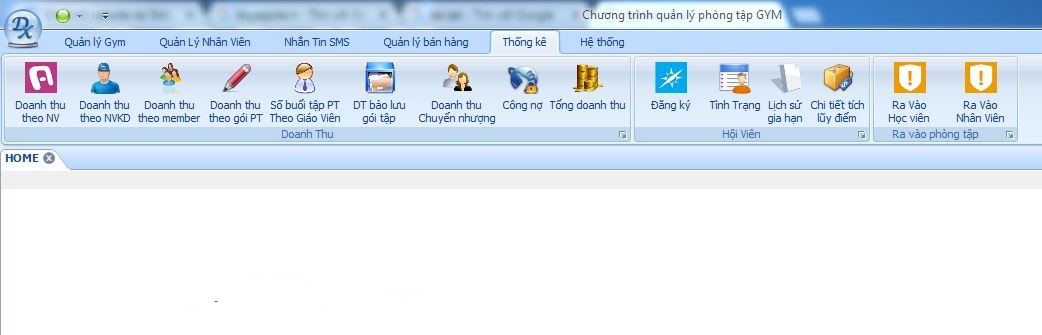 Chương trình quản lý phòng tập GYM
DX
Quản lý Gym Quản Lý Nhân Viên Nhắn Tin SMS Quản lý bán hàng Thống kê Hệ thống
Doanh thu theo NV
Doanh thu theo NVKD
Doanh thu theo member
Doanh thu theo gói PT
Số buổi tập PT Theo Giáo Viên
DT bảo lưu gói tập
Doanh thu Chuyển nhượng
Công nợ
Tổng doanh thu
Doanh Thu
Đăng ký
Tình Trạng
Lịch sử gia hạn
Chi tiết tích lũy điểm
Hội Viên
Ra Vào Học viên
Ra Vào Nhân Viên
Ra vào phòng tập
HOME